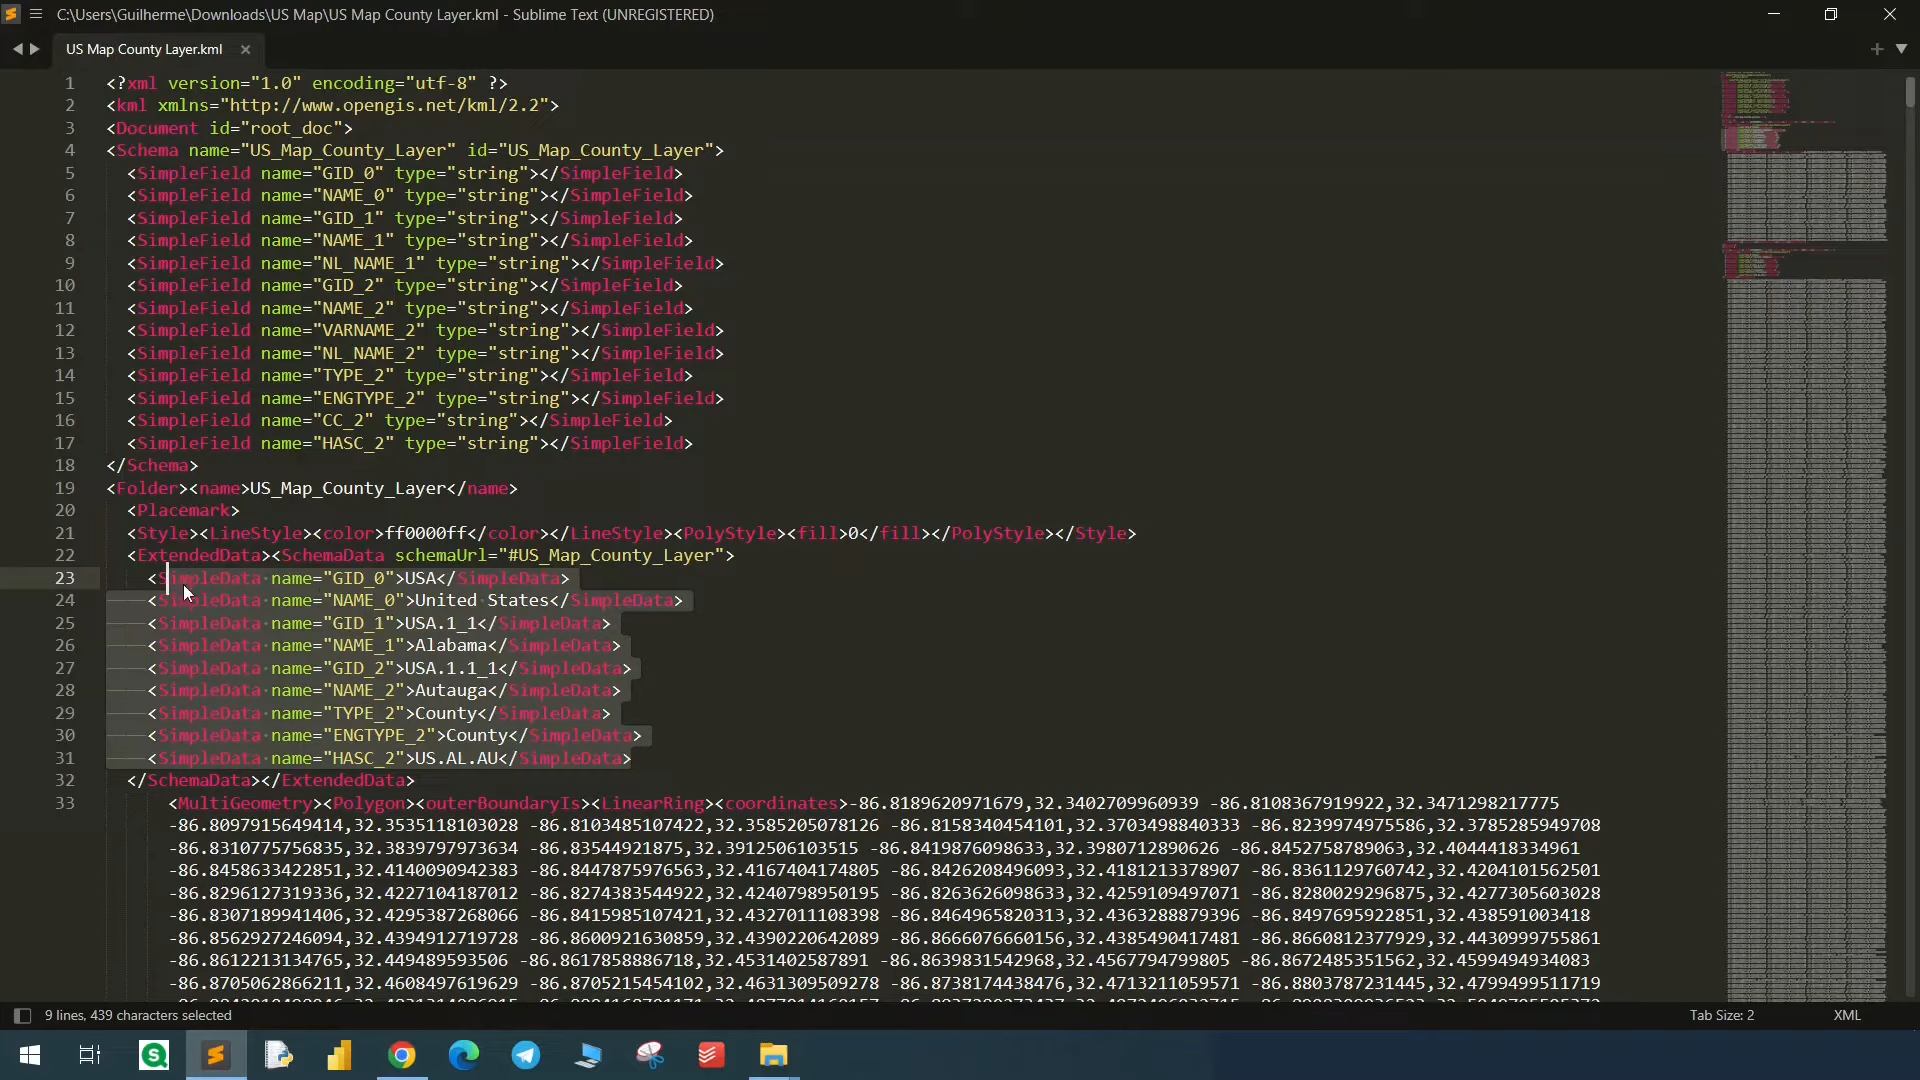 C:\Users\Guilherme\Downloads\US Map\US Map County Layer.kml - Sublime Text (UNREGISTERED)
US Map County Layer.kml
1 <?xml version="1.0" encoding="utf-8" ?>
2 <kml xmlns="http://www.opengis.net/kml/2.2">
3 <Document id="root_doc">
4 <Schema name="US_Map_County_Layer" id="US_Map_County_Layer">
5 <SimpleField name="GID_0" type="string"></SimpleField>
6 <SimpleField name="NAME_0" type="string"></SimpleField>
7 <SimpleField name="GID_1" type="string"></SimpleField>
8 <SimpleField name="NAME_1" type="string"></SimpleField>
9 <SimpleField name="NL_NAME_1" type="string"></SimpleField>
10 <SimpleField name="GID_2" type="string"></SimpleField>
11 <SimpleField name="NAME_2" type="string"></SimpleField>
12 <SimpleField name="VARNAME_2" type="string"></SimpleField>
13 <SimpleField name="NL_NAME_2" type="string"></SimpleField>
14 <SimpleField name="TYPE_2" type="string"></SimpleField>
15 <SimpleField name="ENGTYPE_2" type="string"></SimpleField>
16 <SimpleField name="CC_2" type="string"></SimpleField>
17 <SimpleField name="HASC_2" type="string"></SimpleField>
18 </Schema>
19 <Folder><name>US_Map_County_Layer</name>
20 <Placemark>
21 <Style><LineStyle><color>ff0000ff</color></LineStyle><PolyStyle><fill>0</fill></PolyStyle></Style>
22 <ExtendedData><SchemaData schemaUrl="#US_Map_County_Layer">
23 <SimpleData name="GID_0">USA</SimpleData>
24 <SimpleData name="NAME_0">United States</SimpleData>
25 <SimpleData name="GID_1">USA.1_1</SimpleData>
26 <SimpleData name="NAME_1">Alabama</SimpleData>
27 <SimpleData name="GID_2">USA.1.1_1</SimpleData>
28 <SimpleData name="NAME_2">Autauga</SimpleData>
29 <SimpleData name="TYPE_2">County</SimpleData>
30 <SimpleData name="ENGTYPE_2">County</SimpleData>
31 <SimpleData name="HASC_2">US.AL.AU</SimpleData>
32 </SchemaData></ExtendedData>
33 <MultiGeometry><Polygon><outerBoundaryIs><LinearRing><coordinates>-86.8189620971679,32.3402709960939 -86.8108367919922,32.3471298217775
-86.8097915649414,32.3535118103028 -86.8103485107422,32.3585205078126 -86.8158340454101,32.3703498840333 -86.8239974975586,32.3785285949708
-86.8310775756835,32.3839797973634 -86.83544921875,32.3912506103515 -86.8419876098633,32.3980712890626 -86.8452758789063,32.4044418334961
-86.8458633422851,32.4140090942383 -86.8447875976563,32.4167404174805 -86.8426208496093,32.4181213378907 -86.8361129760742,32.4204101562501
-86.8296127319336,32.4227104187012 -86.8274383544922,32.4240798950195 -86.8263626098633,32.4259109497071 -86.8280029296875,32.4277305603028
-86.8307189941406,32.4295387268066 -86.8415985107421,32.4327011108398 -86.8464965820313,32.4363288879396 -86.8497695922851,32.438591003418
-86.8562927246094,32.4394912719728 -86.8600921630859,32.4390220642089 -86.8666076660156,32.4385490417481 -86.8660812377929,32.4430999755861
-86.8612213134765,32.449489593506 -86.8617858886718,32.4531402587891 -86.8639831542968,32.4567794799805 -86.8672485351562,32.4599494934083
-86.8705062866211,32.4608497619629 -86.8705215454102,32.4631309509278 -86.8738174438476,32.4713211059571 -86.8803787231445,32.4799499511719
9 lines, 439 characters selected
Tab Size: 2
XML